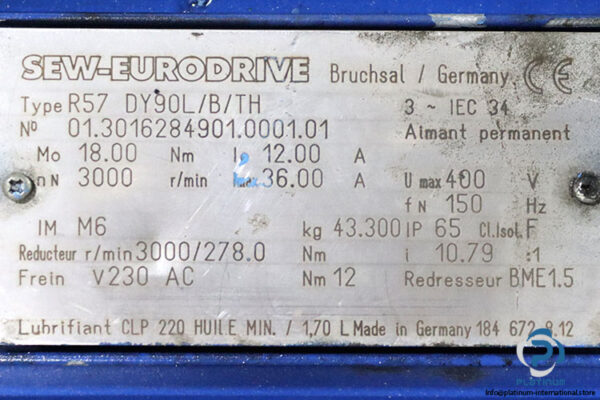 SEW-EURODRIVE Bruchsal / Germany CE
Type R57 DY90L/B/TH 3 ~ IEC 34
Nº 01.3016284901.0001.01 Aimant permanent
Mo 18.00 Nm Io 12.00 A
nN 3000 r/min Imax 36.00 A U max 400 V
fN 150 Hz
IM M6 kg 43.300 IP 65 Cl.Isol. F
Reducteur r/min 3000/278.0 Nm i 10.79 :1
Frein V230 AC Nm 12 Redresseur BME1.5
Lubrifiant CLP 220 HUILE MIN. / 1,70 L Made in Germany 184 672 8.12
PLATINUM
info@platinum-international.store